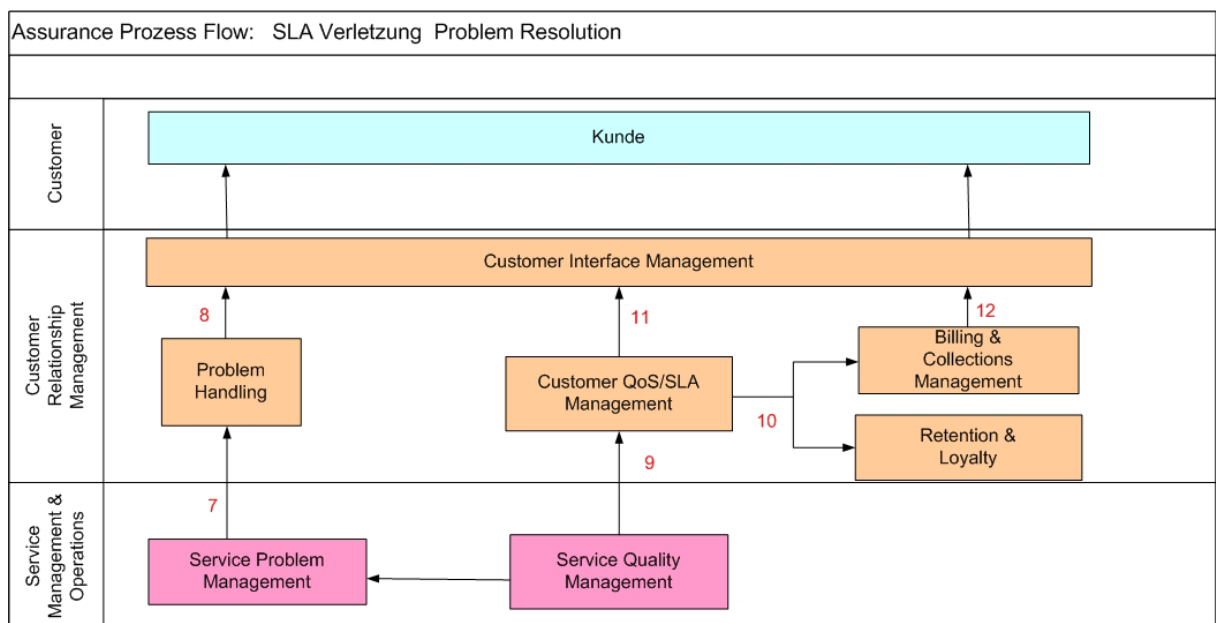 Assurance Prozess Flow:   SLA Verletzung  Problem Resolution
Customer
Kunde
Customer
Relationship
Management
Customer Interface Management
8
11
12
Problem
Handling
Customer QoS/SLA
Management
Billing &
Collections
Management
10
Retention &
Loyalty
9
7
Service
Management &
Operations
Service Problem
Management
Service Quality
Management